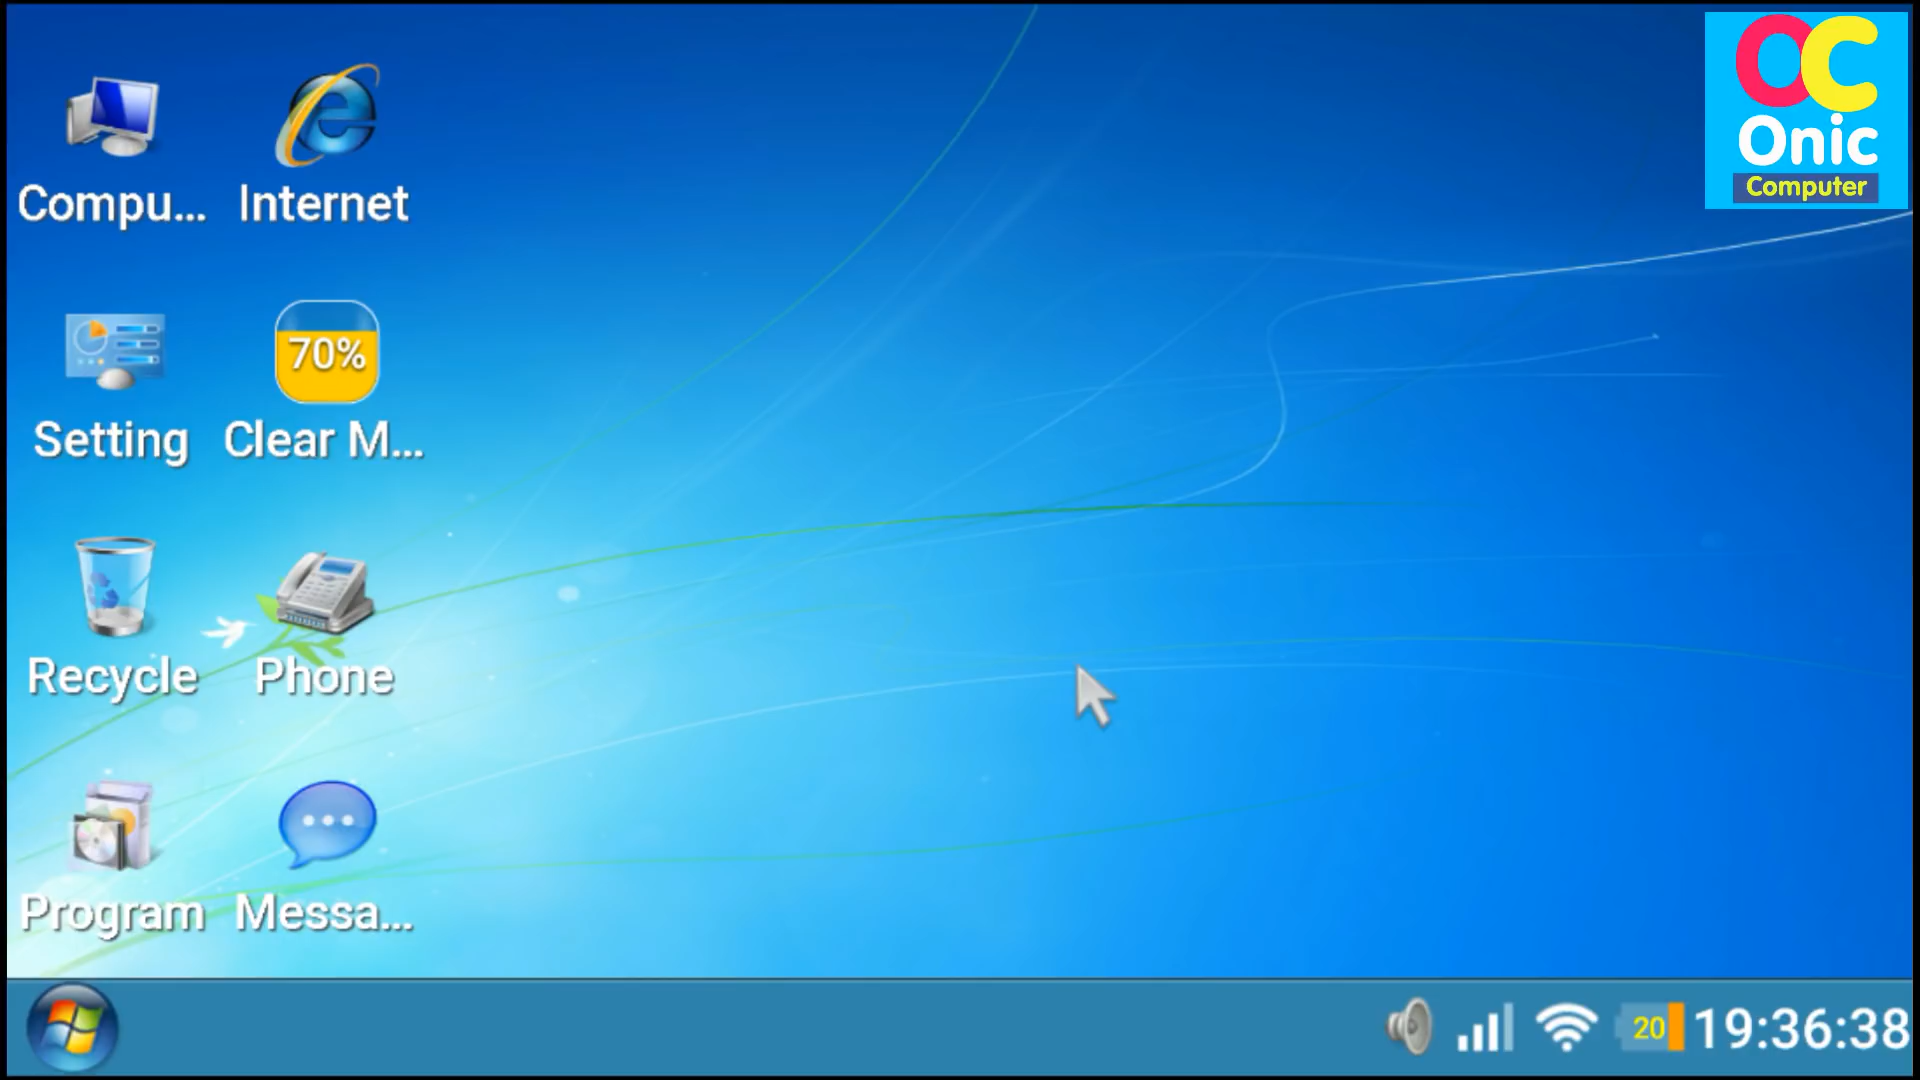 OC
Onic
Computer
Compu... Internet
Setting Clear M...
70%
Recycle Phone
Program Messa...
20 19:36:38